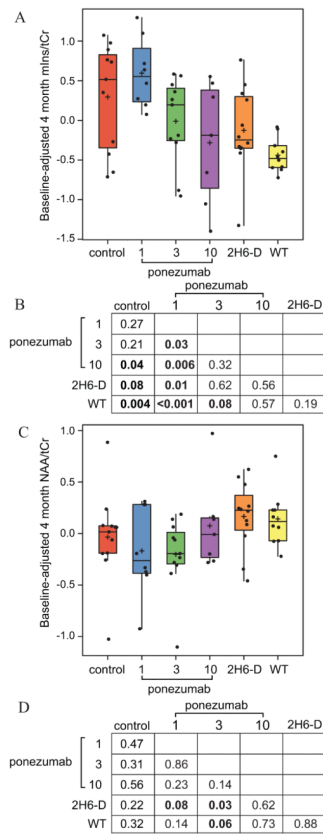 A
Baseline-adjusted 4 month mIns/tCr
1.0
0.5
0.0
-0.5
-1.0
-1.5
control 1 3 10 2H6-D WT
ponezumab
B
ponezumab
control 1 3 10 2H6-D
1 0.27
ponezumab 3 0.21 0.03
10 0.04 0.006 0.32
2H6-D 0.08 0.01 0.62 0.56
WT 0.004 <0.001 0.08 0.57 0.19
C
Baseline-adjusted 4 month NAA/tCr
1.0
0.5
0.0
-0.5
-1.0
control 1 3 10 2H6-D WT
ponezumab
D
ponezumab
control 1 3 10 2H6-D
1 0.47
ponezumab 3 0.31 0.86
10 0.56 0.23 0.14
2H6-D 0.22 0.08 0.03 0.62
WT 0.32 0.14 0.06 0.73 0.88